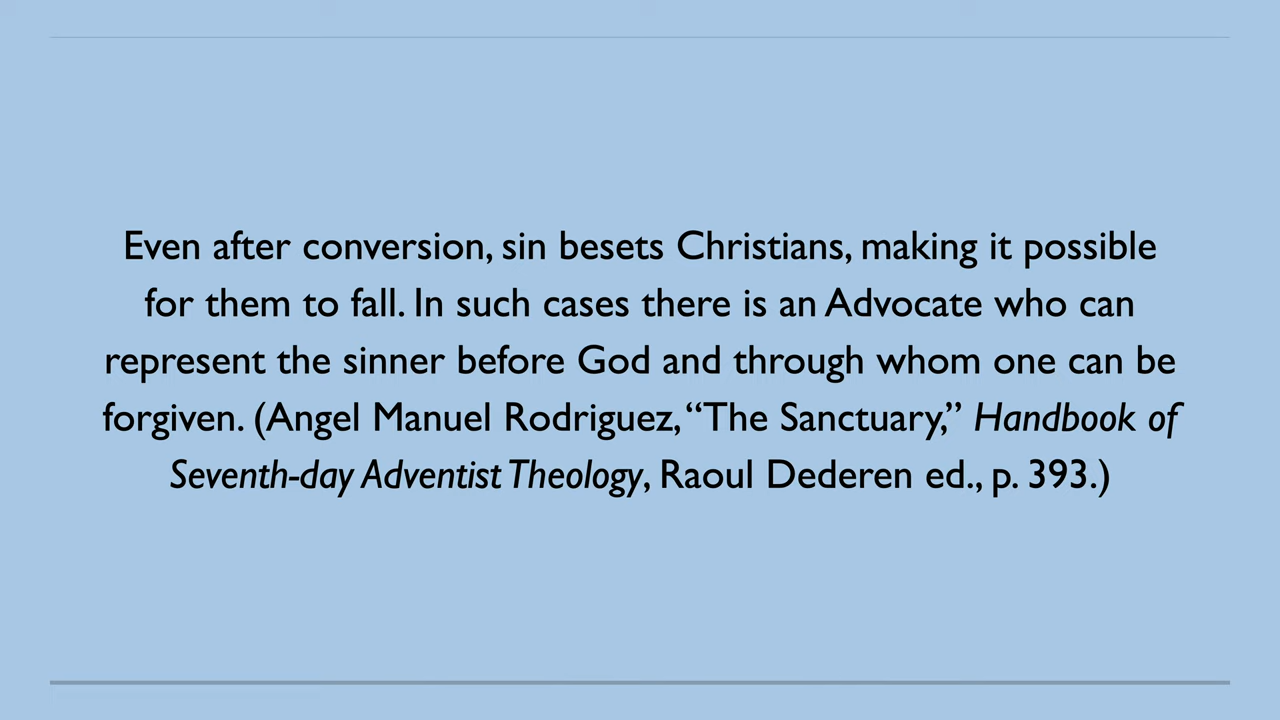 Even after conversion, sin besets Christians, making it possible
for them to fall. In such cases there is an Advocate who can
represent the sinner before God and through whom one can be
forgiven. (Angel Manuel Rodriguez, “The Sanctuary,” Handbook of
Seventh-day Adventist Theology, Raoul Dederen ed., p. 393.)